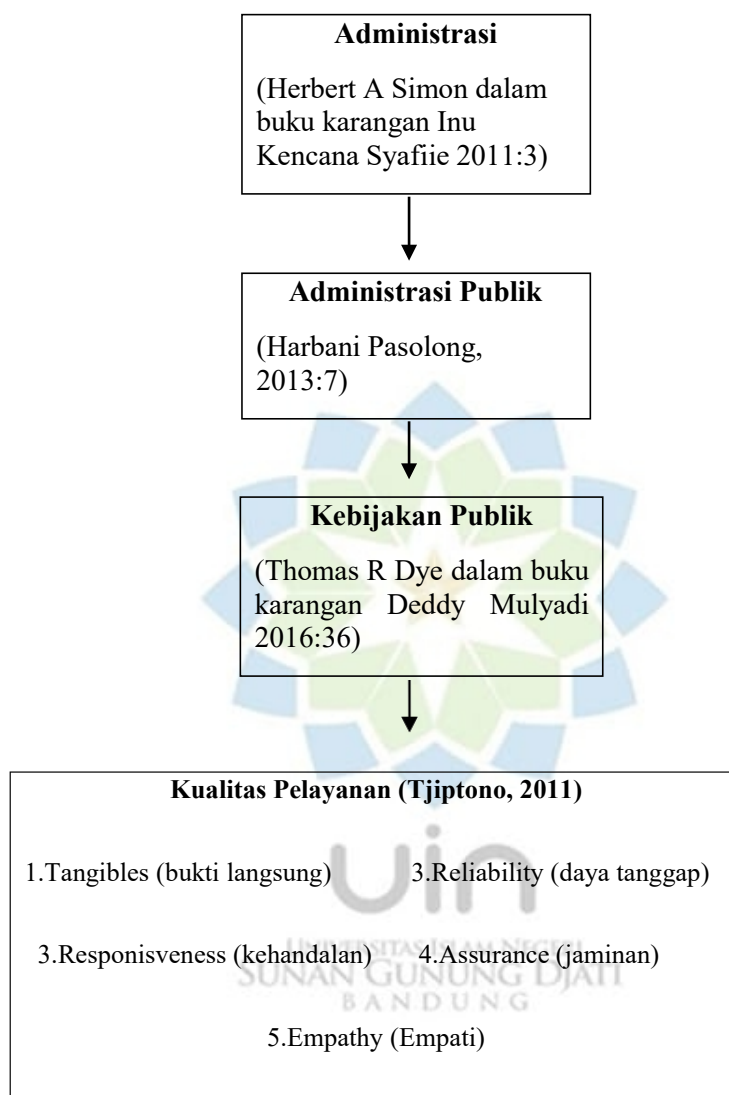 Administrasi
(Herbert A Simon dalam
buku karangan Inu
Kencana Syafiie 2011:3)
Administrasi Publik
(Harbani Pasolong,
2013:7)
Kebijakan Publik
(Thomas R Dye dalam buku
karangan Deddy Mulyadi
2016:36)
Kualitas Pelayanan (Tjiptono, 2011)
uin
1.Tangibles (bukti langsung) 3.Reliability (daya tanggap)
UNIVERSITAS ISLAM NEGERI
3.Responisveness (kehandalan) 4.Assurance (jaminan)
SUNAN GUNUNG DJATI
BANDUNG
5.Empathy (Empati)